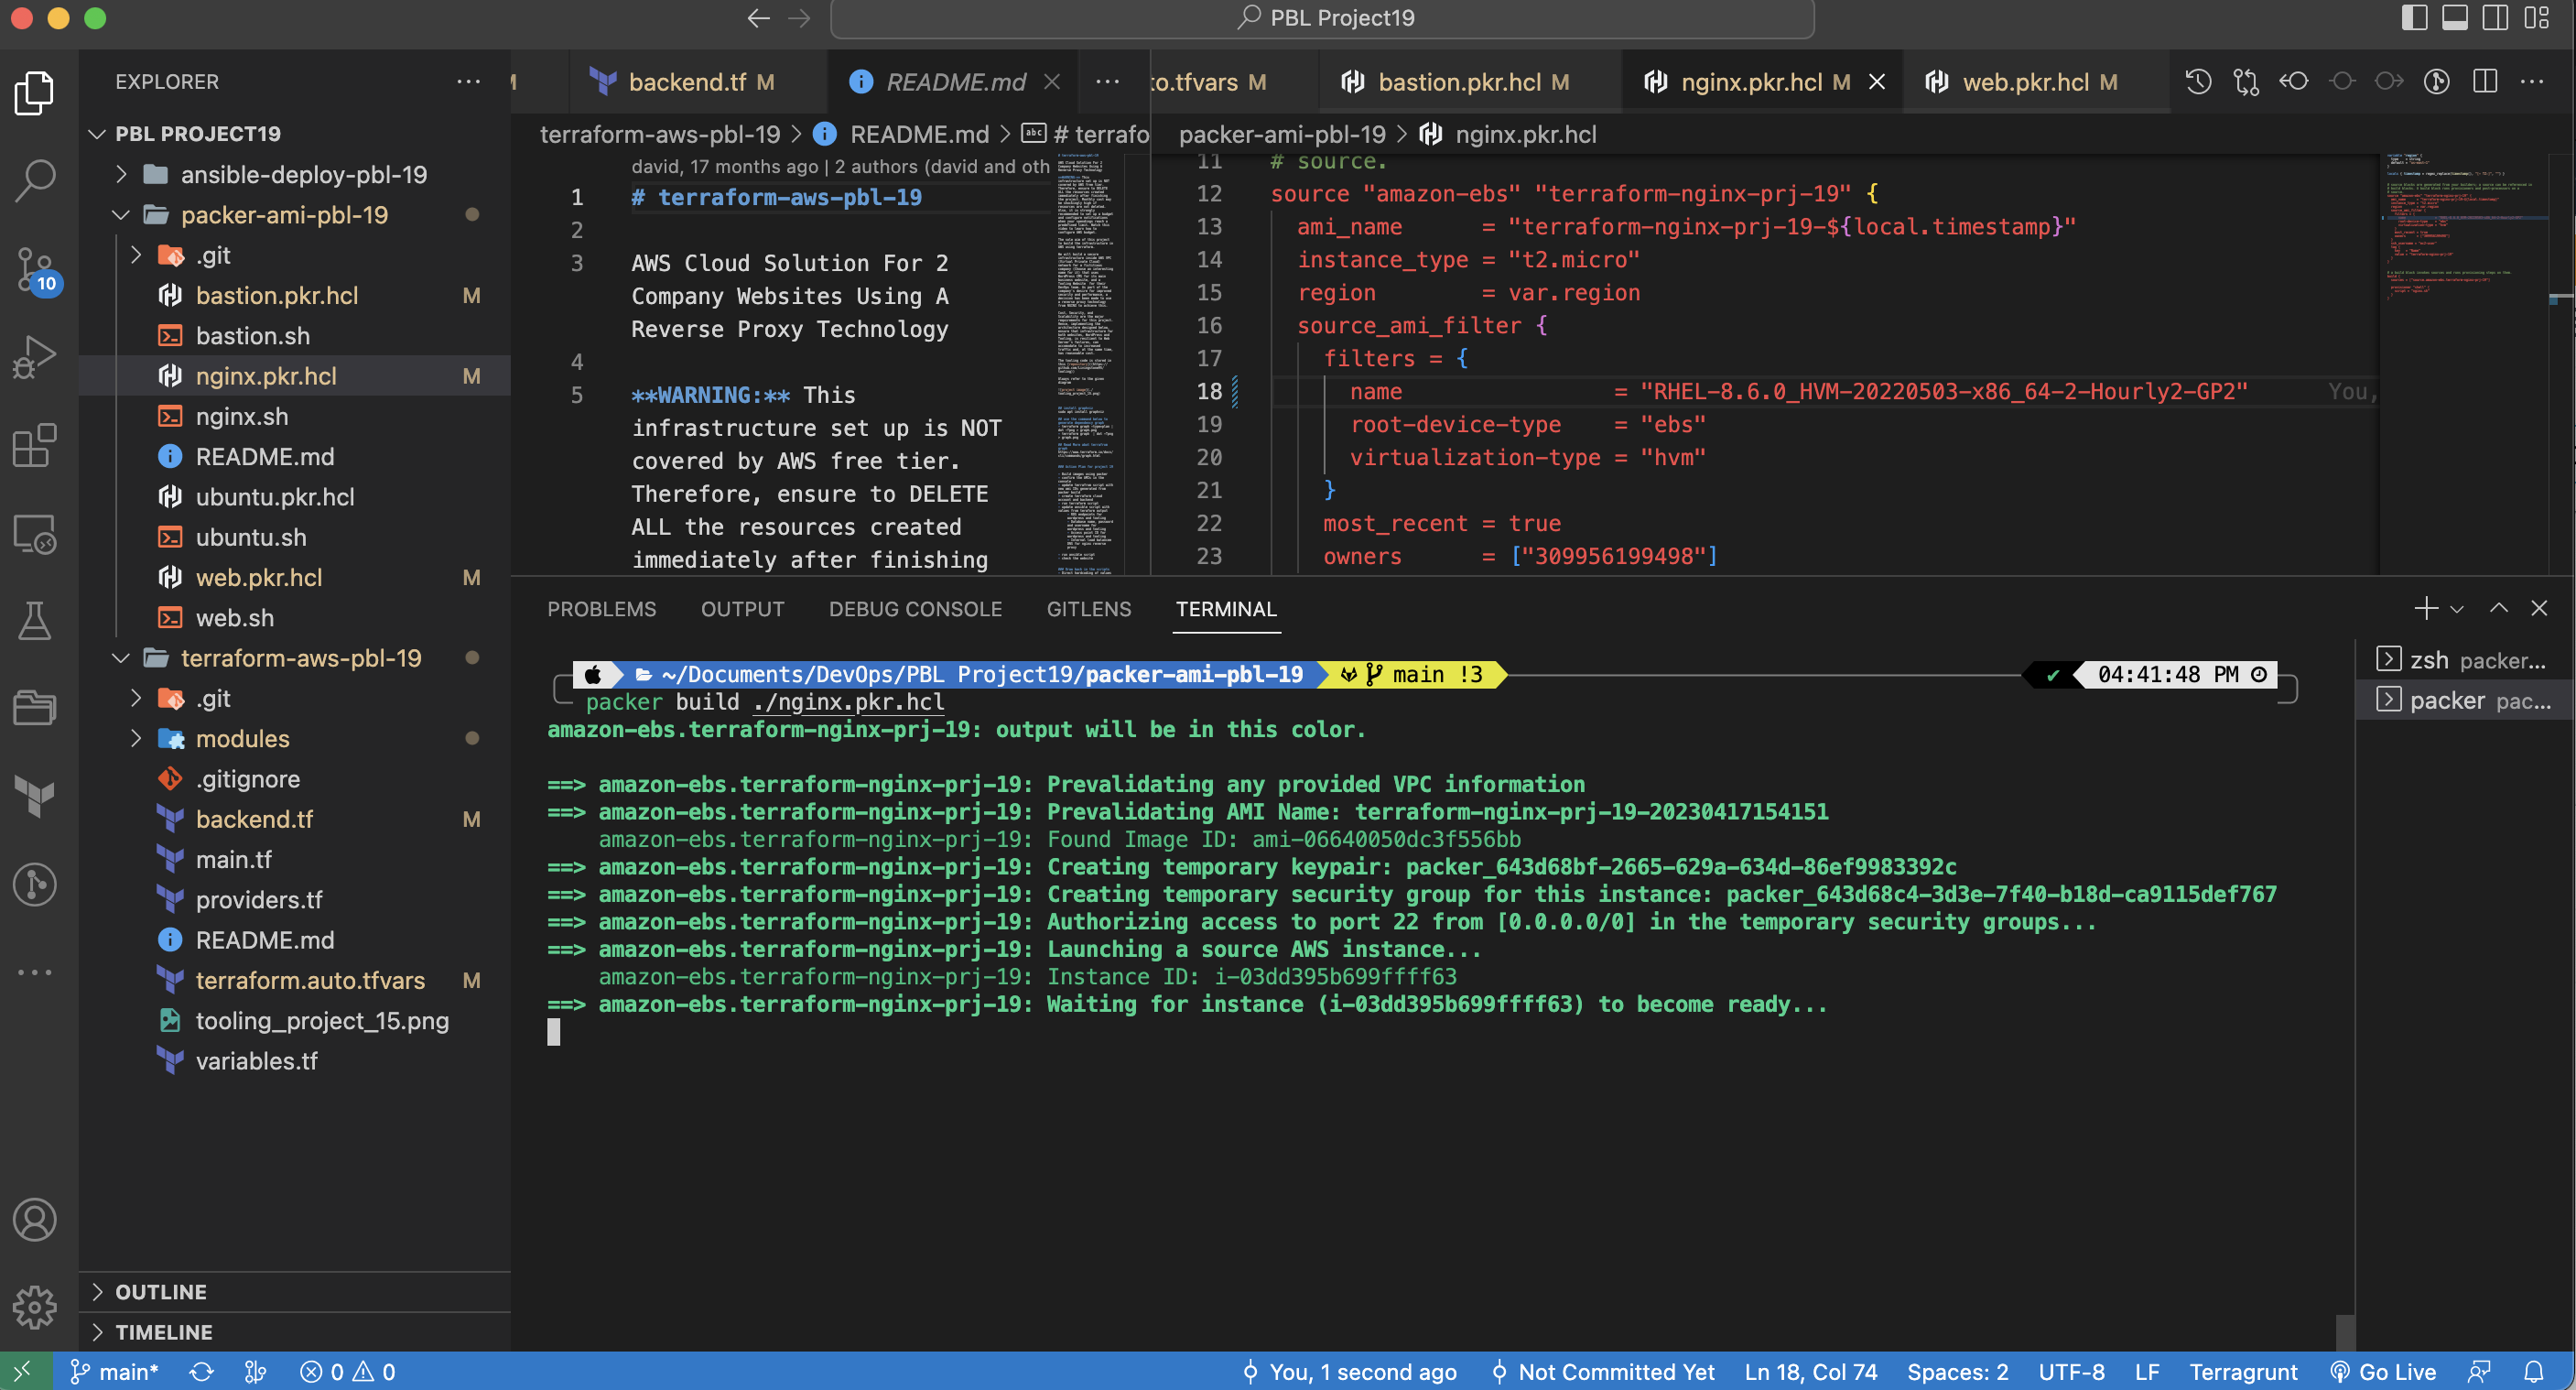 PBL Project19
EXPLORER
PBL PROJECT19
ansible-deploy-pbl-19
packer-ami-pbl-19
.git
bastion.pkr.hcl M
bastion.sh
nginx.pkr.hcl M
nginx.sh
README.md
ubuntu.pkr.hcl
ubuntu.sh
web.pkr.hcl M
web.sh
terraform-aws-pbl-19
.git
modules
.gitignore
backend.tf M
main.tf
providers.tf
README.md
terraform.auto.tfvars M
tooling_project_15.png
variables.tf
OUTLINE
TIMELINE
10
backend.tf M README.md
terraform-aws-pbl-19 > README.md > abc # terrafo
david, 17 months ago | 2 authors (david and oth
1 # terraform-aws-pbl-19
2
3 AWS Cloud Solution For 2
Company Websites Using A
Reverse Proxy Technology
4
5 **WARNING:** This
infrastructure set up is NOT
covered by AWS free tier.
Therefore, ensure to DELETE
ALL the resources created
immediately after finishing
to.tfvars M bastion.pkr.hcl M nginx.pkr.hcl M web.pkr.hcl M
packer-ami-pbl-19 > nginx.pkr.hcl
11 # source.
12 source "amazon-ebs" "terraform-nginx-prj-19" {
13 ami_name = "terraform-nginx-prj-19-${local.timestamp}"
14 instance_type = "t2.micro"
15 region = var.region
16 source_ami_filter {
17 filters = {
18 name = "RHEL-8.6.0_HVM-20220503-x86_64-2-Hourly2-GP2" You,
19 root-device-type = "ebs"
20 virtualization-type = "hvm"
21 }
22 most_recent = true
23 owners = ["309956199498"]
PROBLEMS OUTPUT DEBUG CONSOLE GITLENS TERMINAL
~/Documents/DevOps/PBL Project19/packer-ami-pbl-19 main !3 ✔ 04:41:48 PM
packer build ./nginx.pkr.hcl
amazon-ebs.terraform-nginx-prj-19: output will be in this color.
==> amazon-ebs.terraform-nginx-prj-19: Prevalidating any provided VPC information
==> amazon-ebs.terraform-nginx-prj-19: Prevalidating AMI Name: terraform-nginx-prj-19-20230417154151
amazon-ebs.terraform-nginx-prj-19: Found Image ID: ami-06640050dc3f556bb
==> amazon-ebs.terraform-nginx-prj-19: Creating temporary keypair: packer_643d68bf-2665-629a-634d-86ef9983392c
==> amazon-ebs.terraform-nginx-prj-19: Creating temporary security group for this instance: packer_643d68c4-3d3e-7f40-b18d-ca9115def767
==> amazon-ebs.terraform-nginx-prj-19: Authorizing access to port 22 from [0.0.0.0/0] in the temporary security groups...
==> amazon-ebs.terraform-nginx-prj-19: Launching a source AWS instance...
amazon-ebs.terraform-nginx-prj-19: Instance ID: i-03dd395b699ffff63
==> amazon-ebs.terraform-nginx-prj-19: Waiting for instance (i-03dd395b699ffff63) to become ready...
zsh packer...
packer pac...
main* 0 0 You, 1 second ago Not Committed Yet Ln 18, Col 74 Spaces: 2 UTF-8 LF Terragrunt Go Live